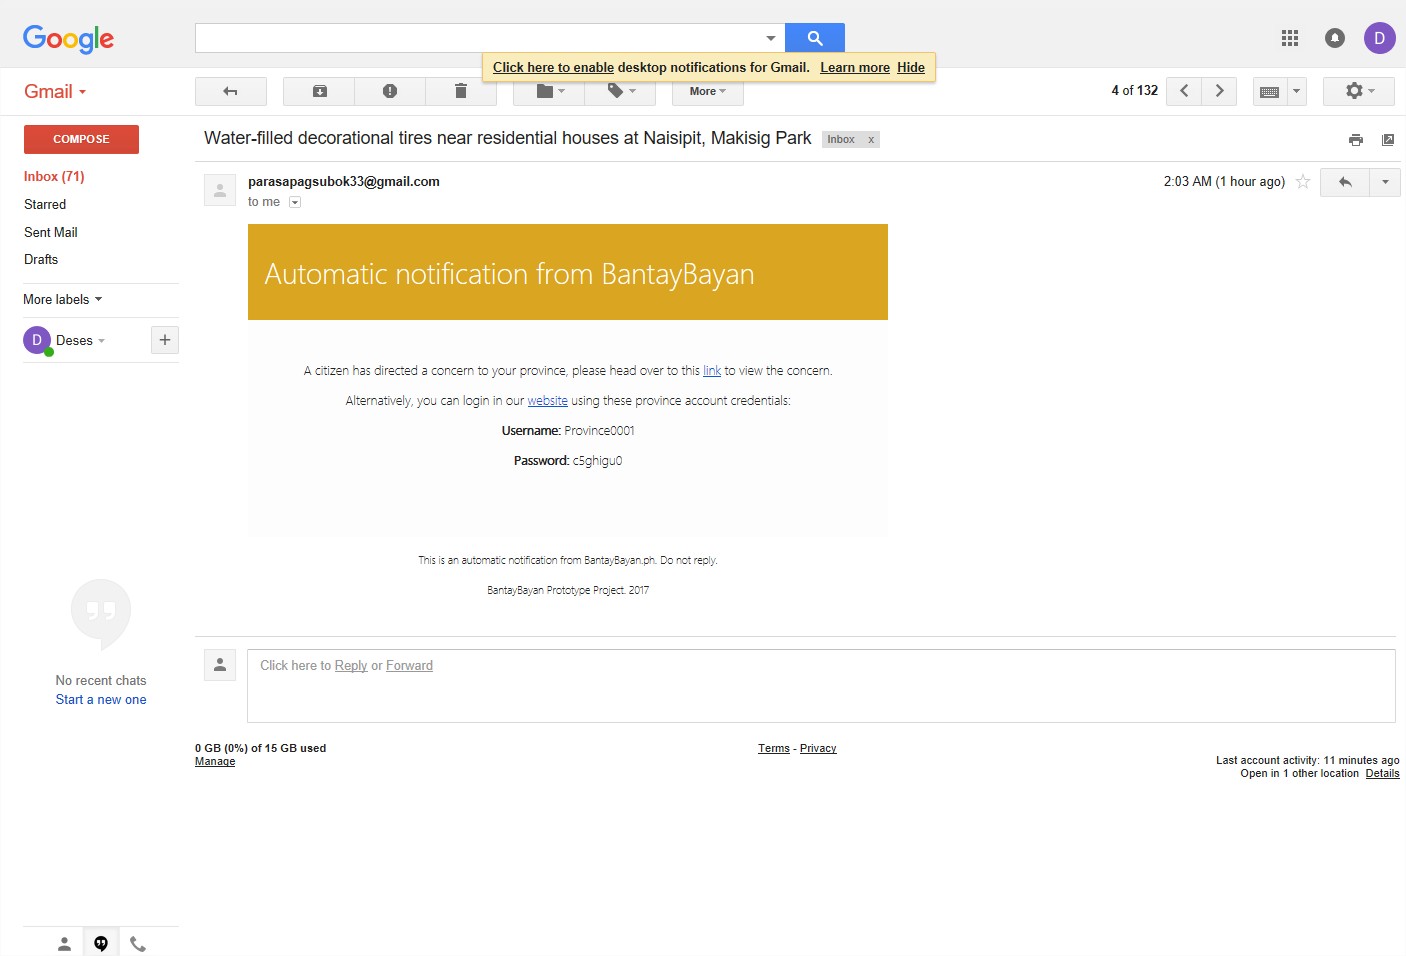 Google
Click here to enable desktop notifications for Gmail. Learn more Hide
Gmail
More
4 of 132
COMPOSE
Water-filled decorational tires near residential houses at Naisipit, Makisig Park
Inbox x
Inbox (71)
Starred
Sent Mail
Drafts
More labels
D Deses +
parasapagsubok33@gmail.com
2:03 AM (1 hour ago)
to me
D
Automatic notification from BantayBayan
A citizen has directed a concern to your province, please head over to this link to view the concern.
Alternatively, you can login in our website using these province account credentials:
Username: Province0001
Password: c5ghigu0
This is an automatic notification from BantayBayan.ph. Do not reply.
BantayBayan Prototype Project. 2017
No recent chats
Start a new one
Click here to Reply or Forward
0 GB (0%) of 15 GB used
Manage
Terms - Privacy
Last account activity: 11 minutes ago
Open in 1 other location Details